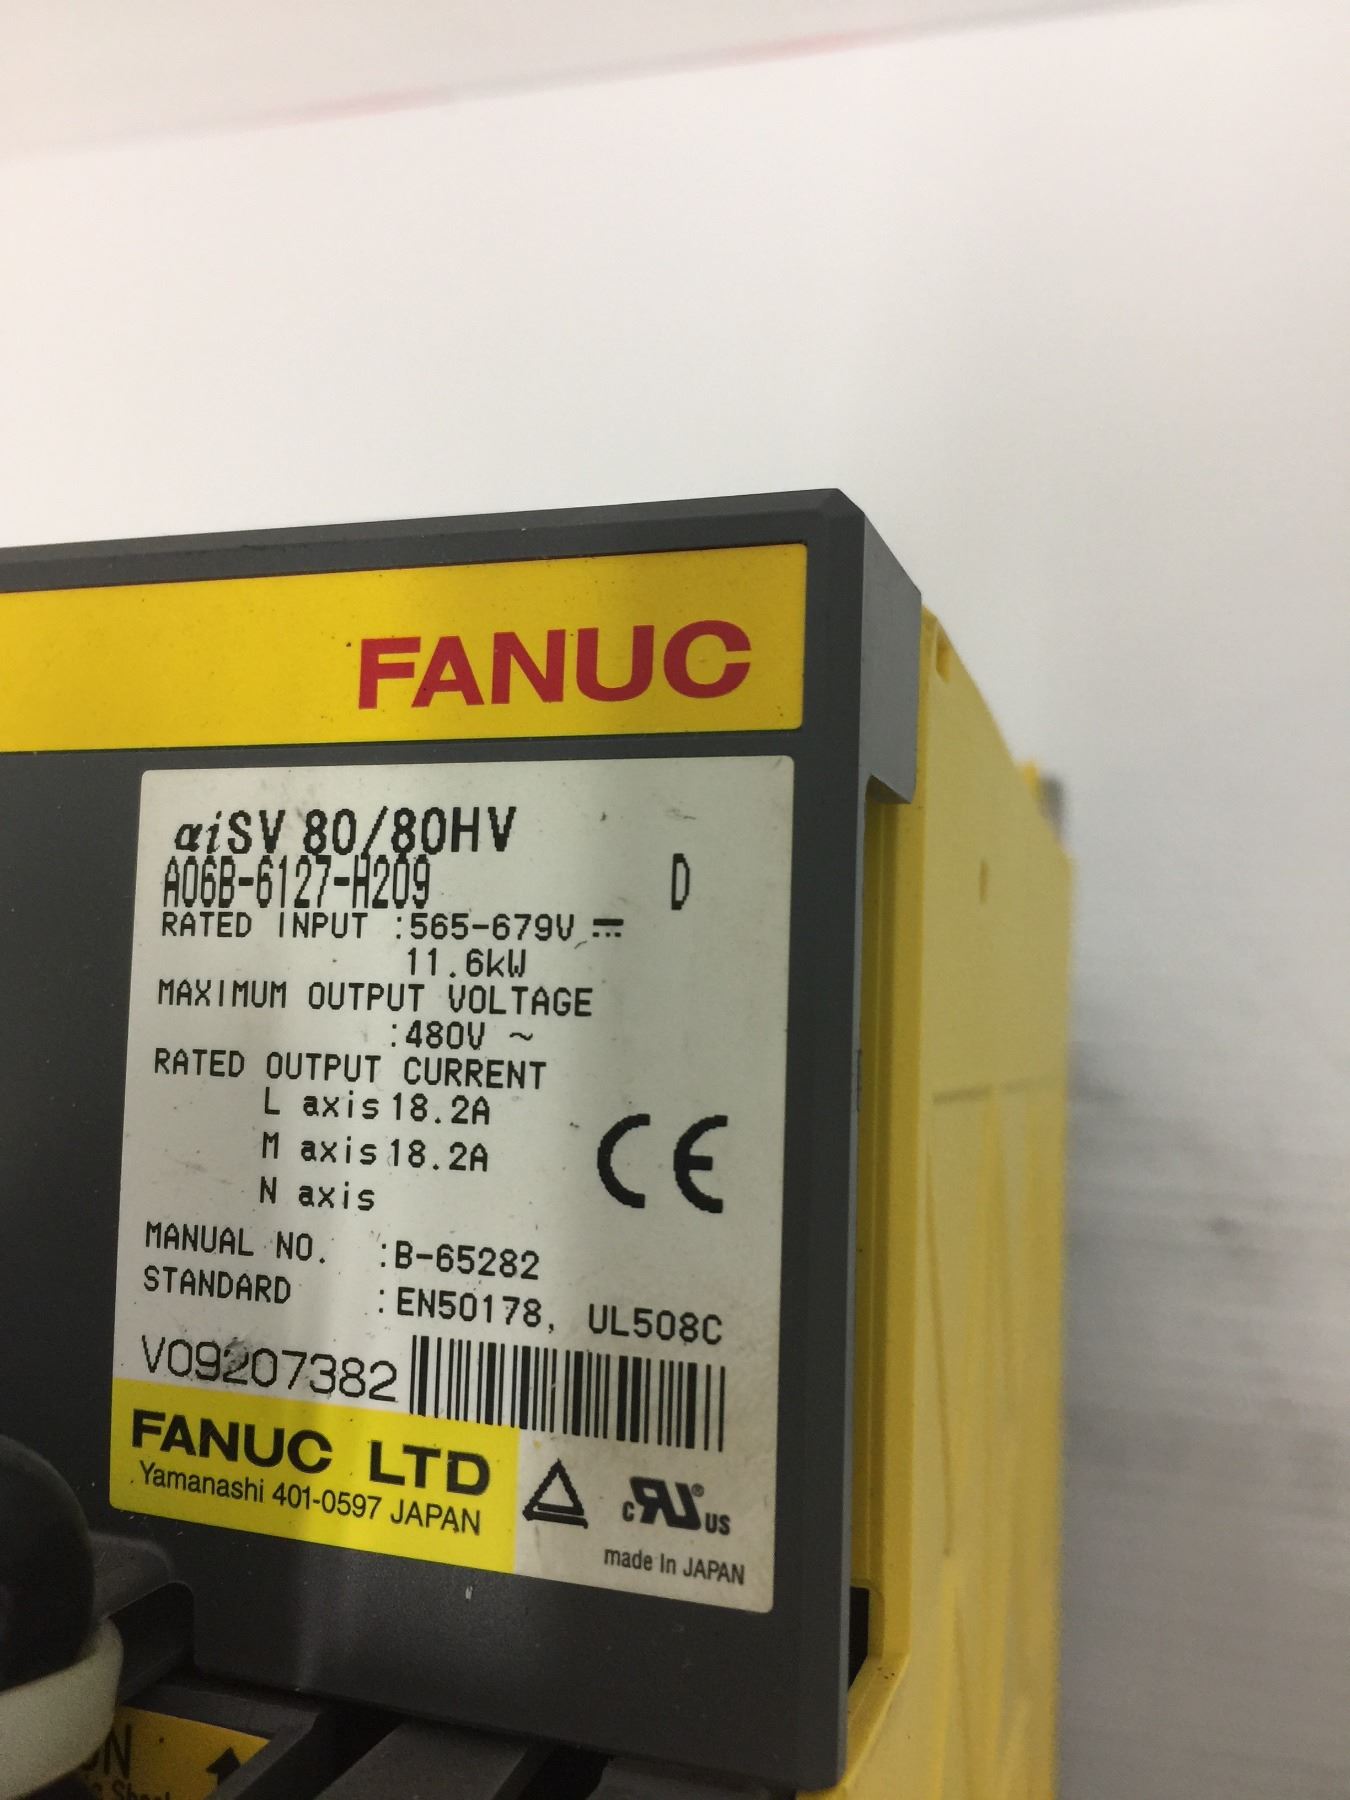 FANUC
αiSV 80/80HV
A06B-6127-H209 D
RATED INPUT :565-679V ⎓
11.6kW
MAXIMUM OUTPUT VOLTAGE
:480V ~
RATED OUTPUT CURRENT
L axis 18.2A
M axis 18.2A
N axis
CE
MANUAL NO. :B-65282
STANDARD :EN50178, UL508C
V09207382
FANUC LTD
Yamanashi 401-0597 JAPAN
c RU ® US
made in JAPAN